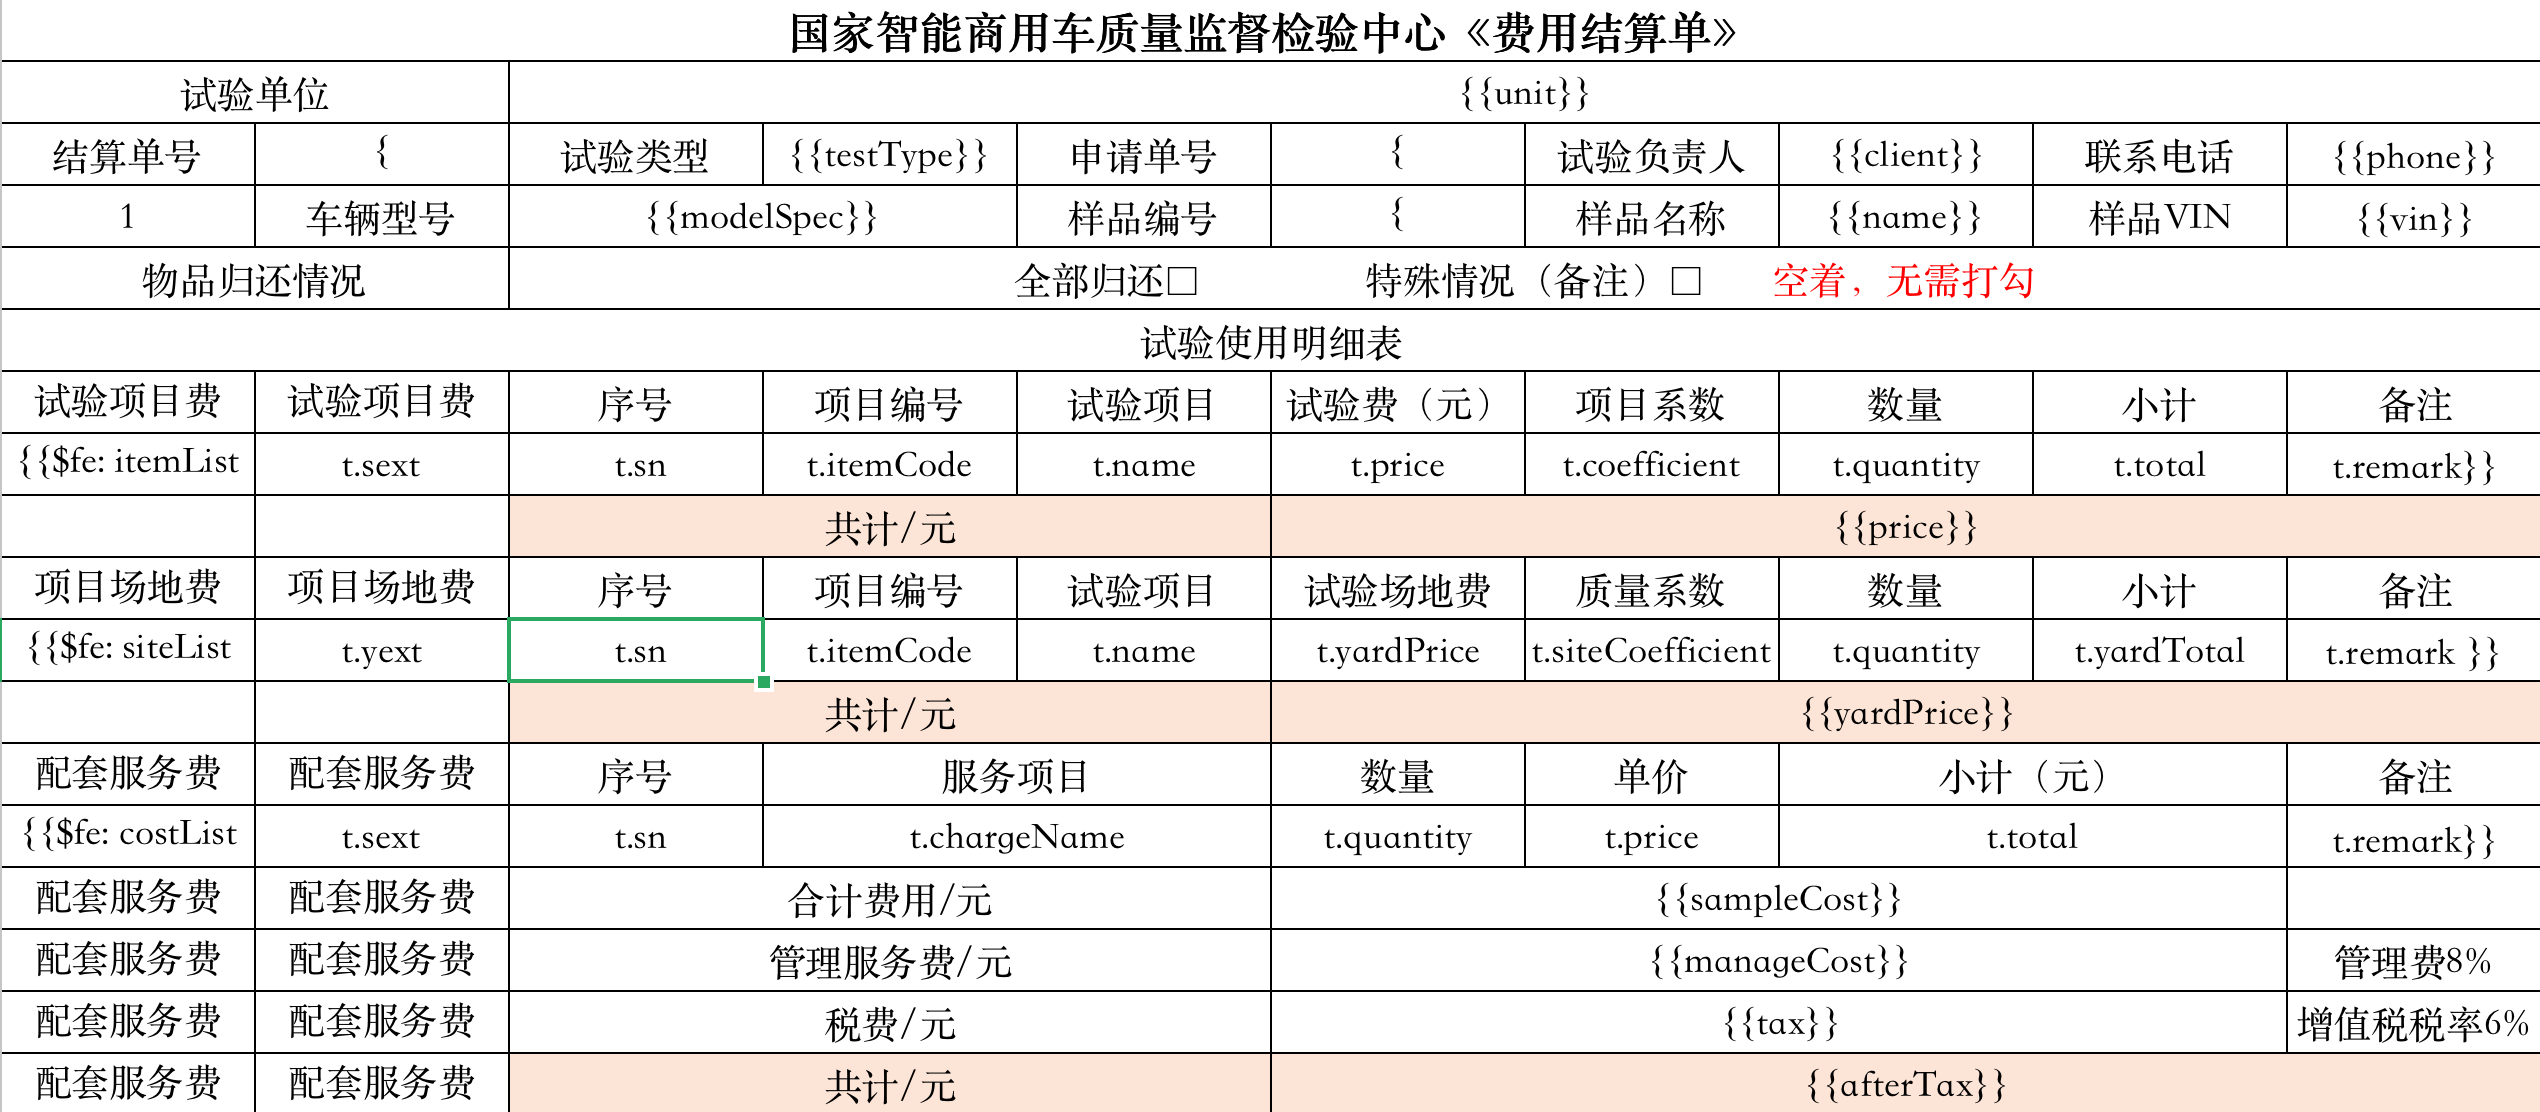 国家智能商用车质量监督检验中心《费用结算单》
试验单位 {{unit}}
结算单号 { 试验类型 {{testType}} 申请单号 { 试验负责人 {{client}} 联系电话 {{phone}}
1 车辆型号 {{modelSpec}} 样品编号 { 样品名称 {{name}} 样品VIN {{vin}}
物品归还情况 全部归还□ 特殊情况（备注）□ 空着，无需打勾
试验使用明细表
试验项目费 试验项目费 序号 项目编号 试验项目 试验费（元） 项目系数 数量 小计 备注
{{$fe: itemList t.sext t.sn t.itemCode t.name t.price t.coefficient t.quantity t.total t.remark}}
共计/元 {{price}}
项目场地费 项目场地费 序号 项目编号 试验项目 试验场地费 质量系数 数量 小计 备注
{{$fe: siteList t.yext t.sn t.itemCode t.name t.yardPrice t.siteCoefficient t.quantity t.yardTotal t.remark }}
共计/元 {{yardPrice}}
配套服务费 配套服务费 序号 服务项目 数量 单价 小计（元） 备注
{{$fe: costList t.sext t.sn t.chargeName t.quantity t.price t.total t.remark}}
配套服务费 配套服务费 合计费用/元 {{sampleCost}}
配套服务费 配套服务费 管理服务费/元 {{manageCost}} 管理费8%
配套服务费 配套服务费 税费/元 {{tax}} 增值税税率6%
配套服务费 配套服务费 共计/元 {{afterTax}}